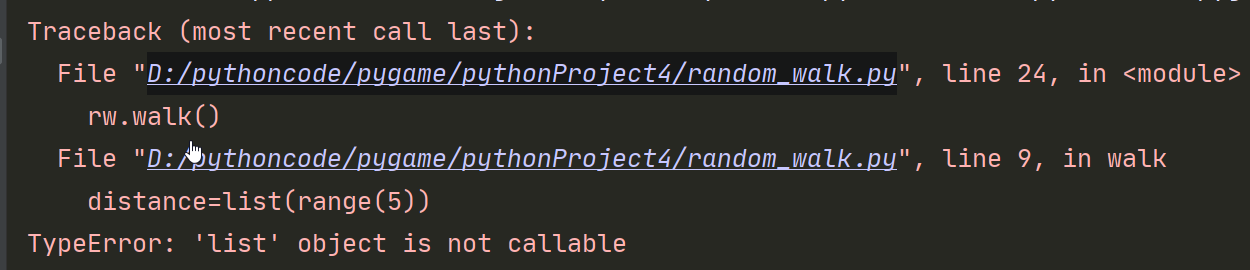 Traceback (most recent call last):
File "D:/pythoncode/pygame/pythonProject4/random_walk.py", line 24, in <module>
rw.walk()
File "D:/pythoncode/pygame/pythonProject4/random_walk.py", line 9, in walk
distance=list(range(5))
TypeError: 'list' object is not callable